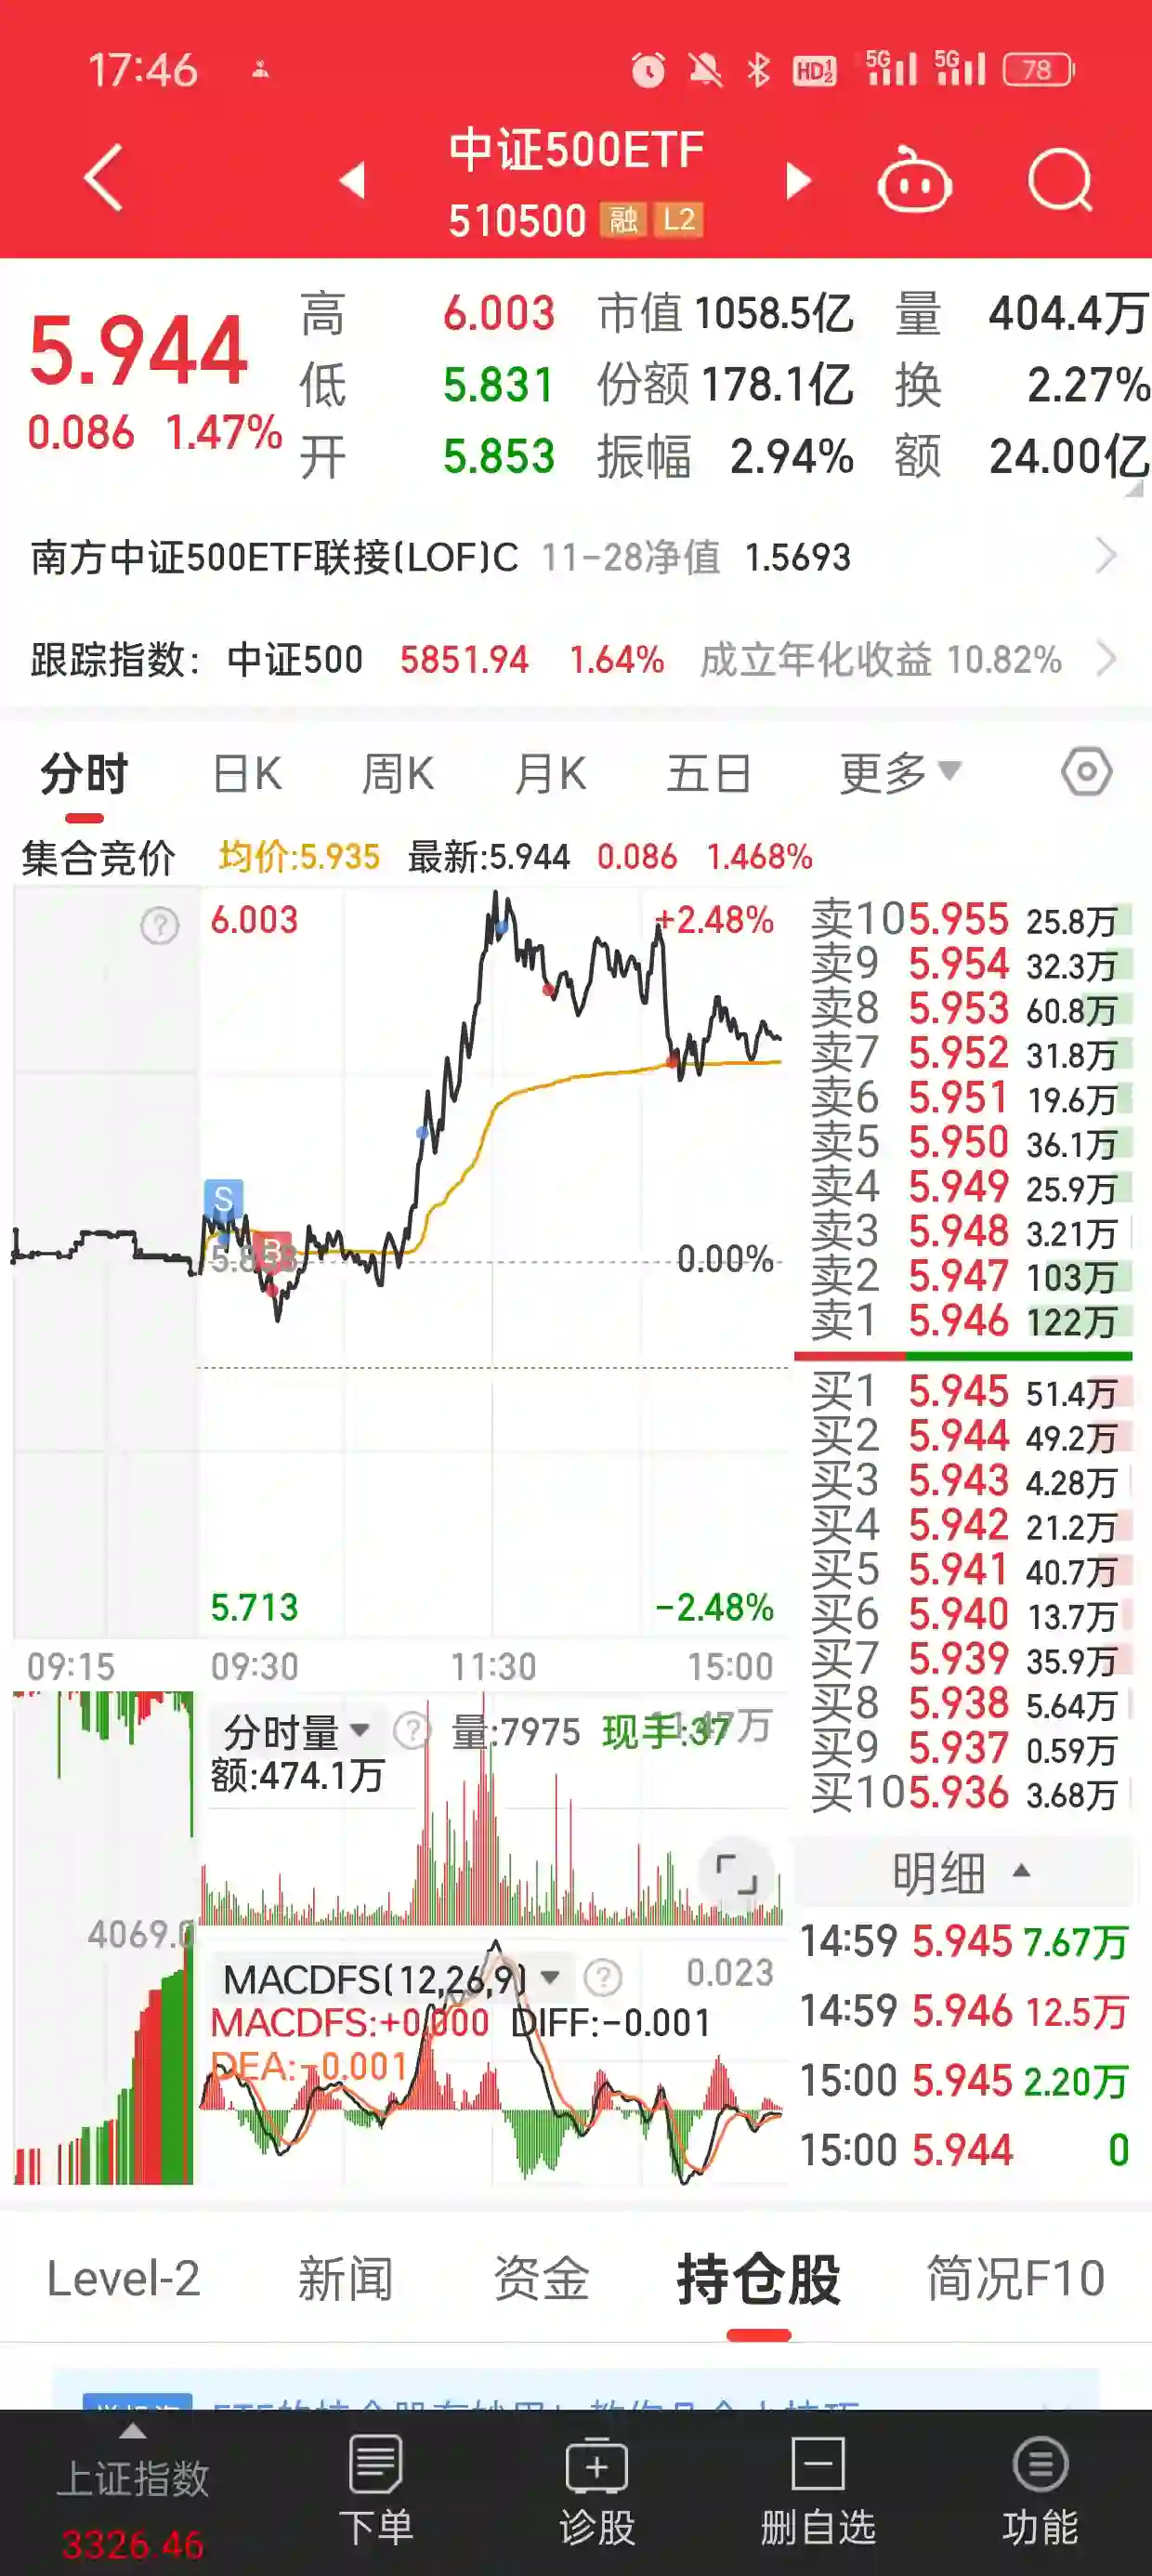 17:46 HD 1 2 5G 5G 78
中证500ETF
510500 融 L2
5.944
0.086 1.47%
高 6.003 市值 1058.5亿 量 404.4万
低 5.831 份额 178.1亿 换 2.27%
开 5.853 振幅 2.94% 额 24.00亿
南方中证500ETF联接(LOF)C 11-28净值 1.5693
跟踪指数: 中证500 5851.94 1.64% 成立年化收益 10.82%
分时 日K 周K 月K 五日 更多
集合竞价 均价:5.935 最新:5.944 0.086 1.468%
6.003 +2.48%
S
B
0.00%
5.713 -2.48%
09:15 09:30 11:30 15:00
卖10 5.955 25.8万
卖9 5.954 32.3万
卖8 5.953 60.8万
卖7 5.952 31.8万
卖6 5.951 19.6万
卖5 5.950 36.1万
卖4 5.949 25.9万
卖3 5.948 3.21万
卖2 5.947 103万
卖1 5.946 122万
买1 5.945 51.4万
买2 5.944 49.2万
买3 5.943 4.28万
买4 5.942 21.2万
买5 5.941 40.7万
买6 5.940 13.7万
买7 5.939 35.9万
买8 5.938 5.64万
买9 5.937 0.59万
买10 5.936 3.68万
分时量 ? 量:7975 现手:37
额:474.1万
4069.0
MACDFS(12,26,9) ? 0.023
MACDFS:+0.000 DIFF:-0.001
DEA:-0.001
明细
14:59 5.945 7.67万
14:59 5.946 12.5万
15:00 5.945 2.20万
15:00 5.944 0
Level-2 新闻 资金 持仓股 简况F10
上证指数
3326.46
下单 诊股 删自选 功能